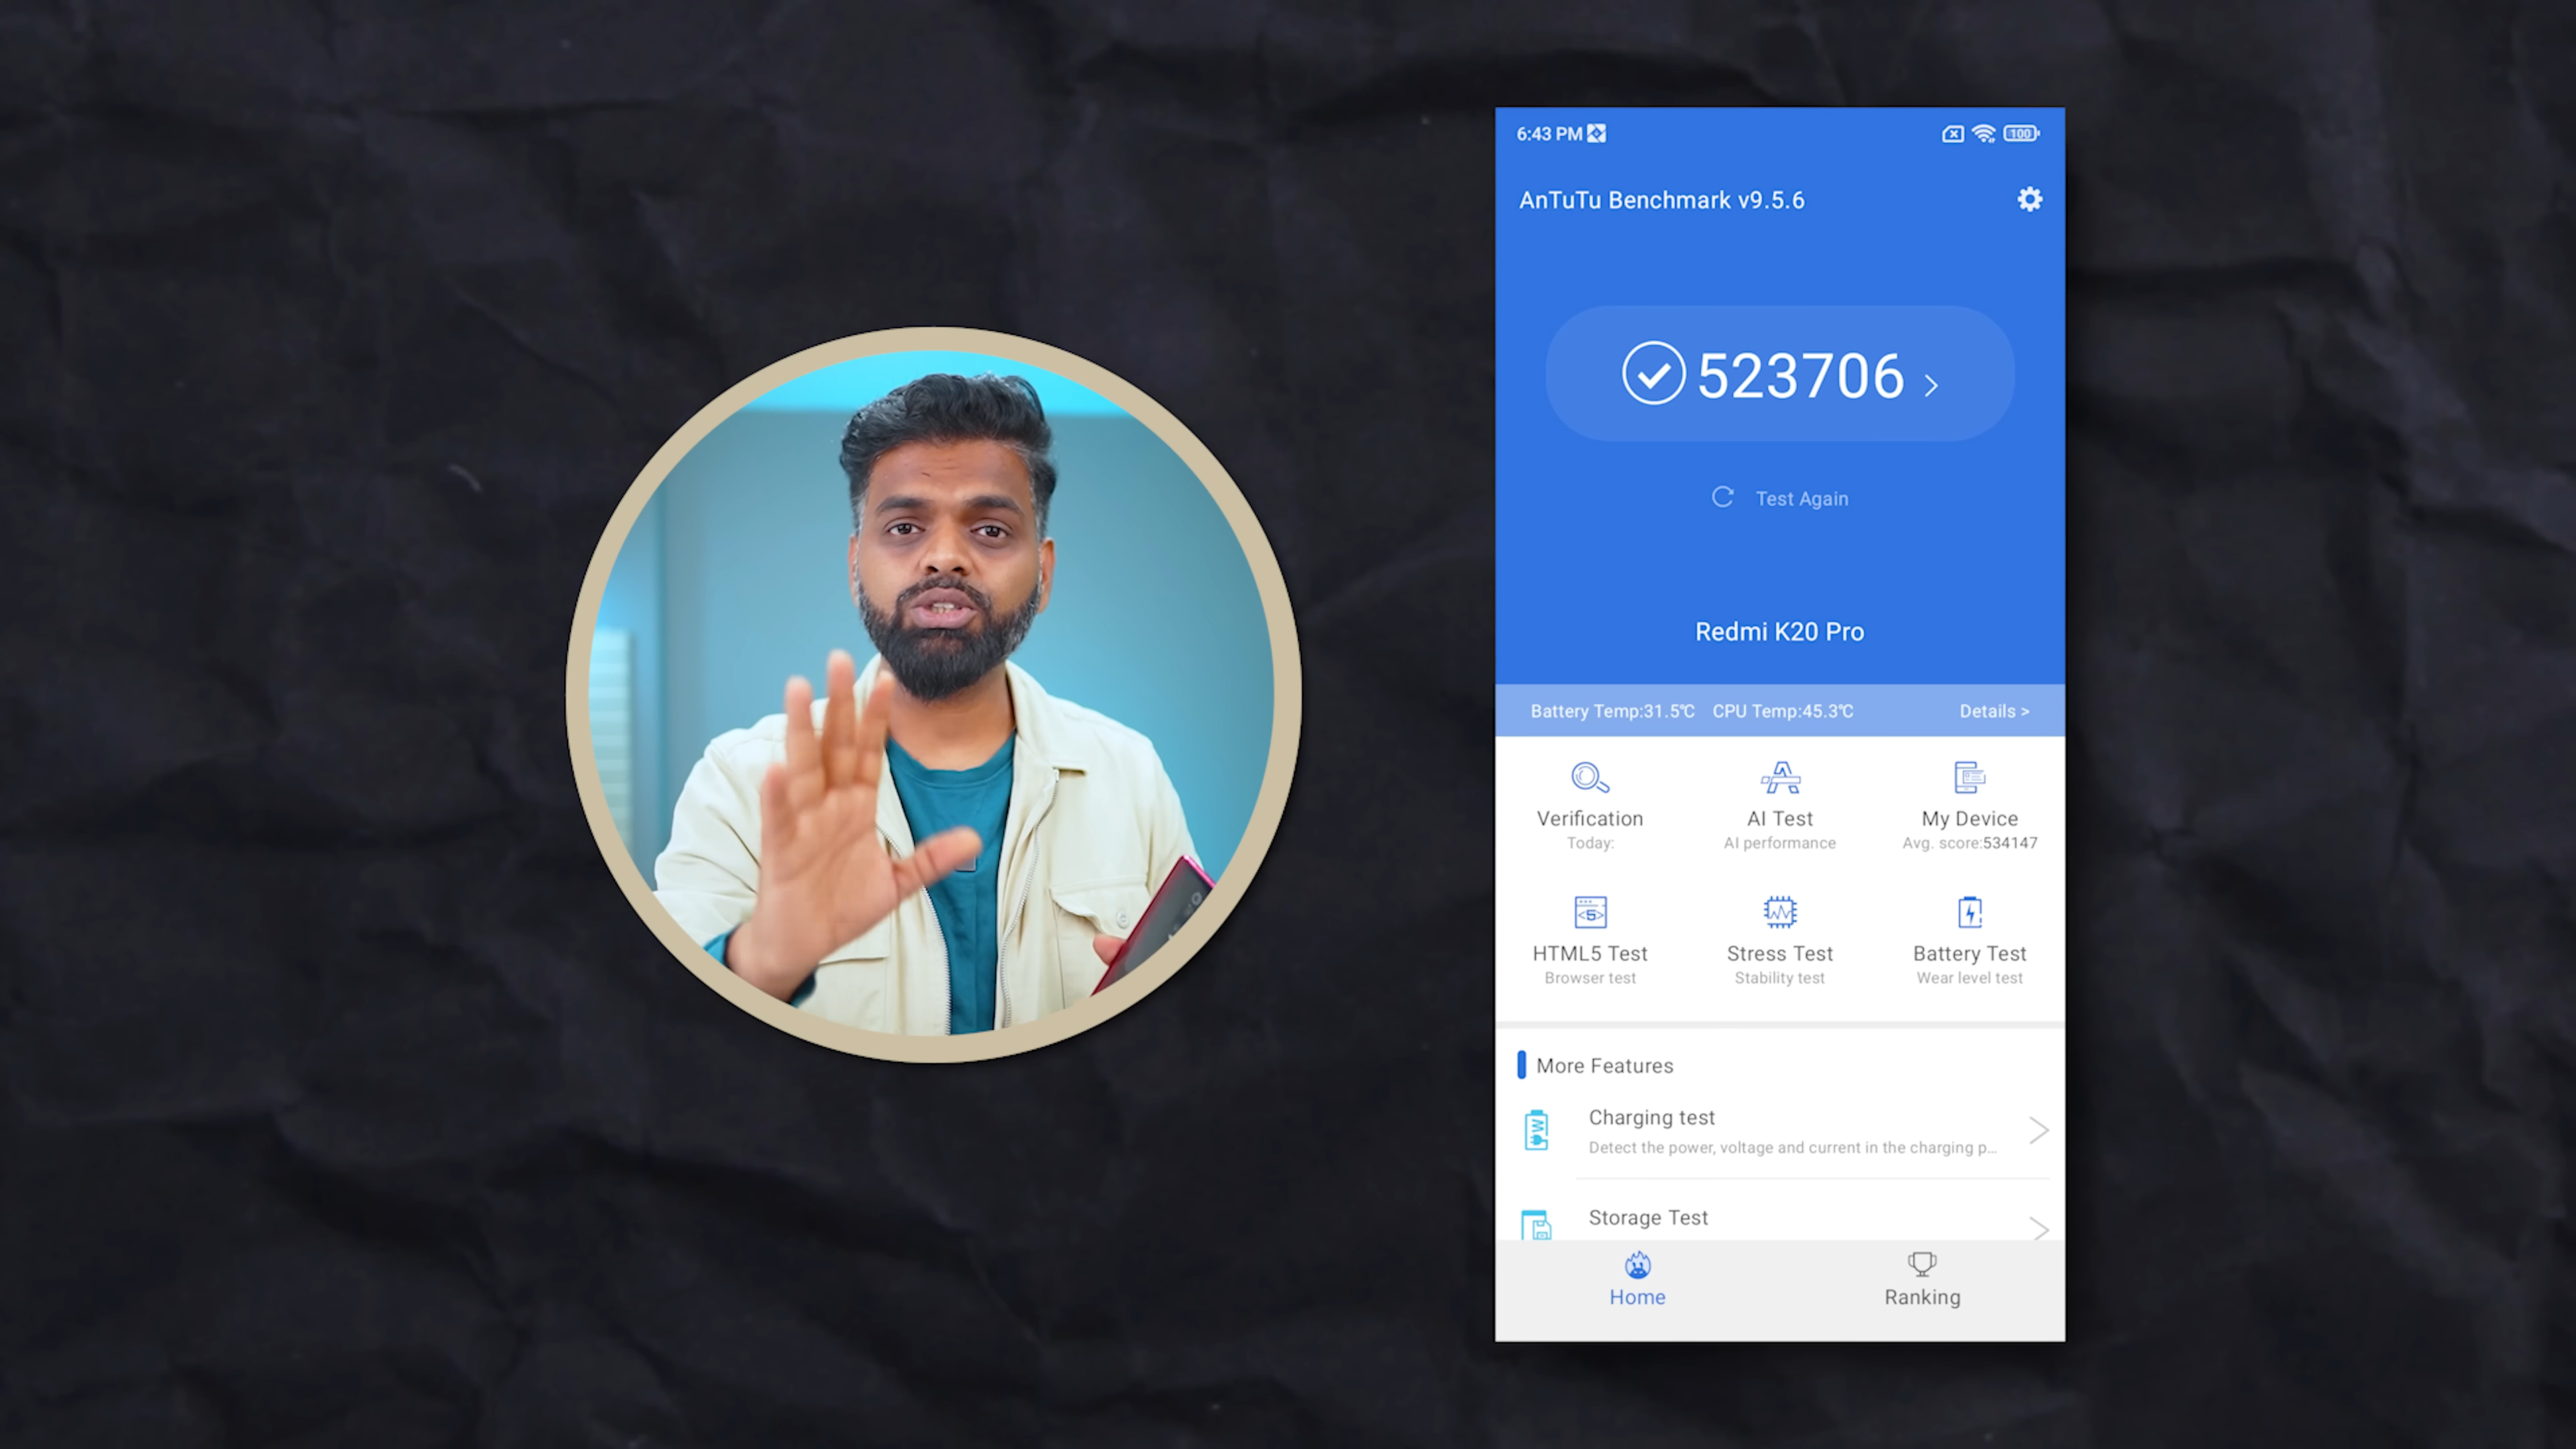 6:43 PM
100
AnTuTu Benchmark v9.5.6
523706 >
Test Again
Redmi K20 Pro
Battery Temp:31.5℃ CPU Temp:45.3℃ Details >
Verification AI Test My Device
Today: AI performance Avg. score:534147
HTML5 Test Stress Test Battery Test
Browser test Stability test Wear level test
More Features
Charging test
Detect the power, voltage and current in the charging p...
Storage Test
Home Ranking